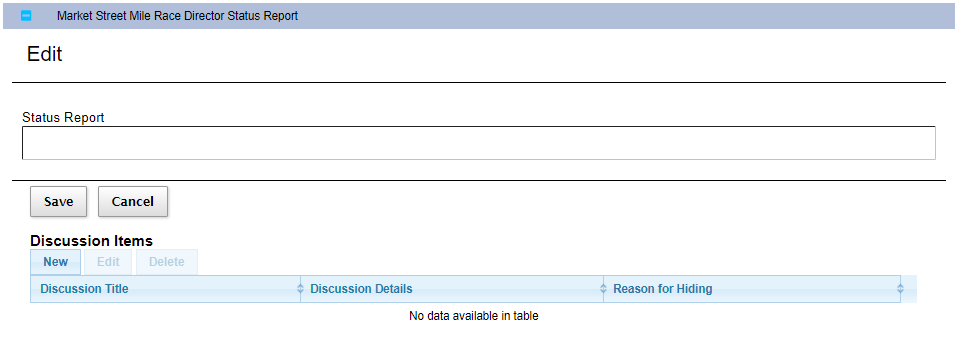 Market Street Mile Race Director Status Report
Edit
Status Report
Save Cancel
Discussion Items
New Edit Delete
Discussion Title Discussion Details Reason for Hiding
No data available in table